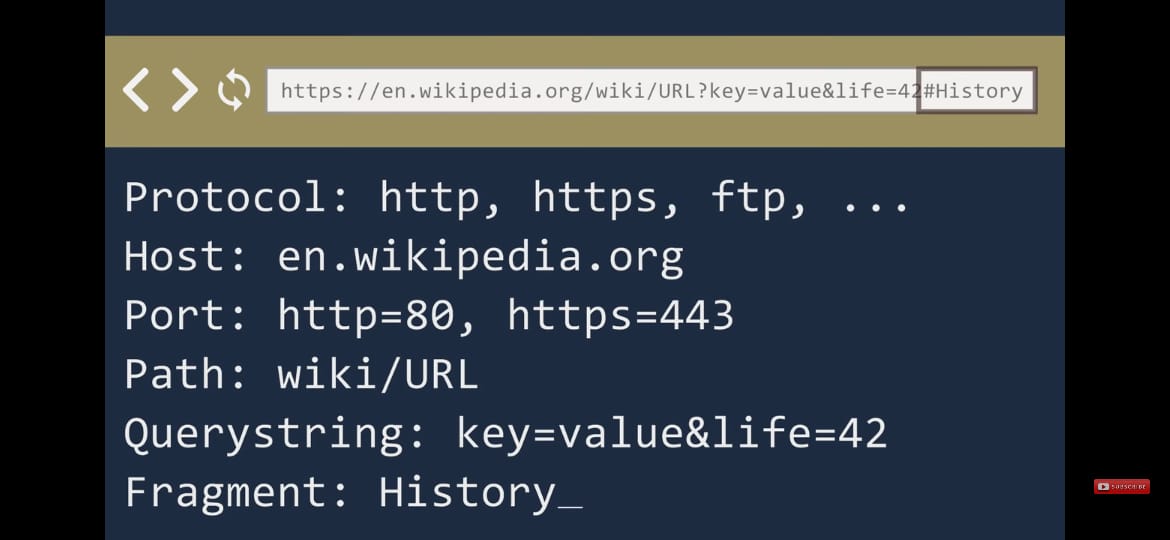 https://en.wikipedia.org/wiki/URL?key=value&life=42#History
Protocol: http, https, ftp, ...
Host: en.wikipedia.org
Port: http=80, https=443
Path: wiki/URL
Querystring: key=value&life=42
Fragment: History_
SUBSCRIBE